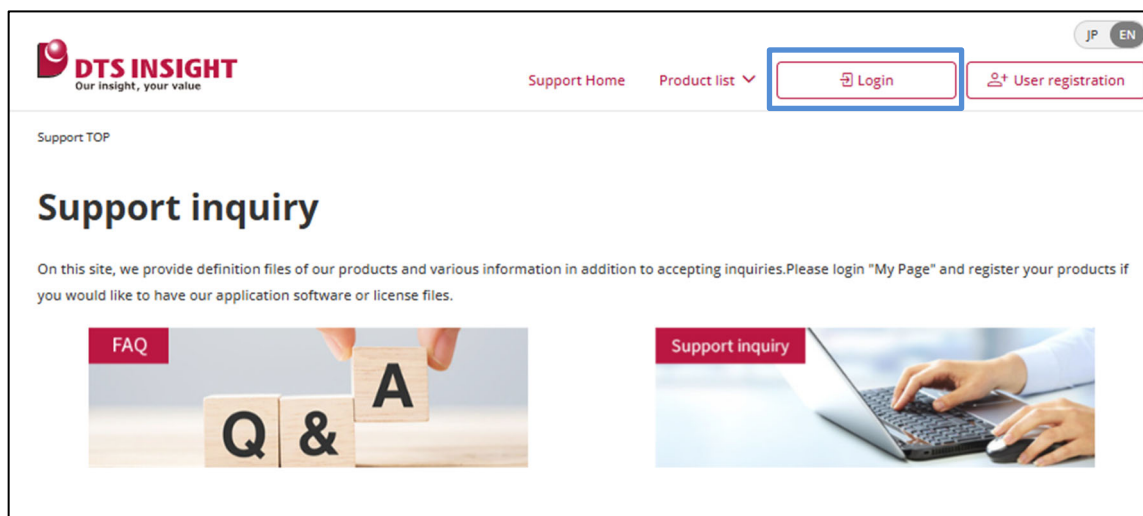 JP EN
DTS INSIGHT
Our insight, your value
Support Home Product list Login User registration
Support TOP
Support inquiry
On this site, we provide definition files of our products and various information in addition to accepting inquiries.Please login "My Page" and register your products if
you would like to have our application software or license files.
FAQ
Q & A
Support inquiry